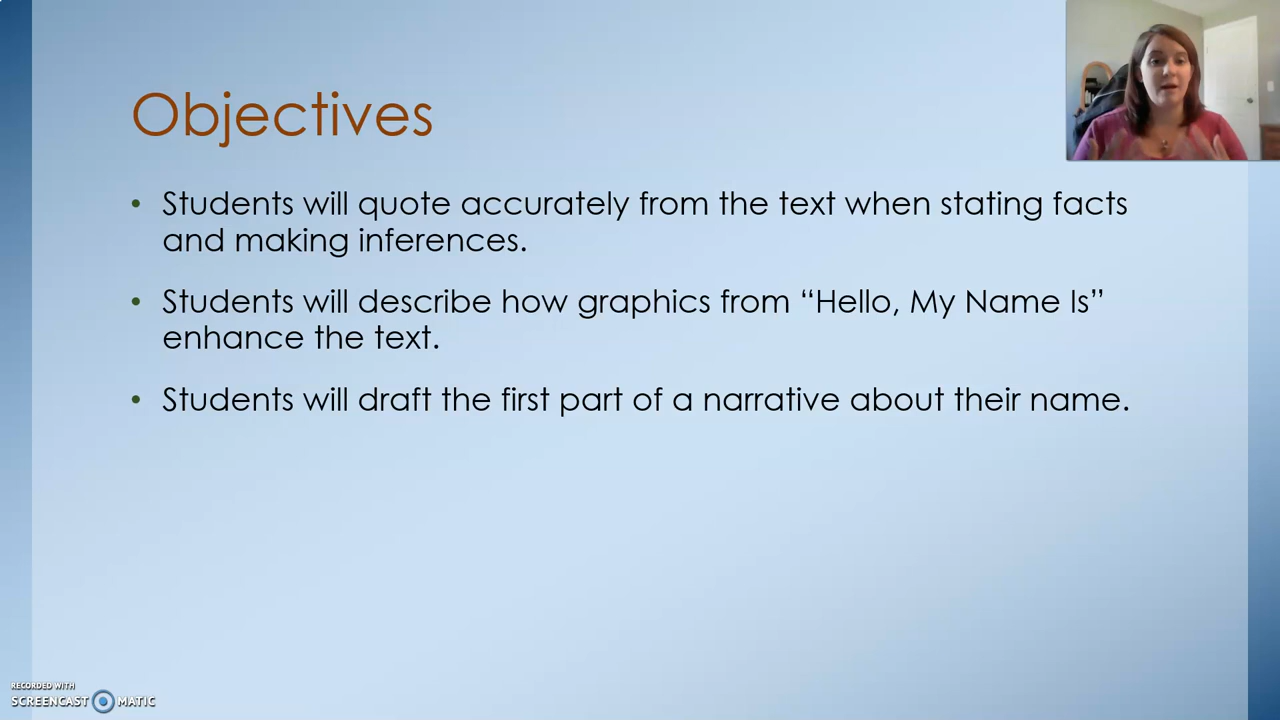 Objectives
• Students will quote accurately from the text when stating facts
and making inferences.
• Students will describe how graphics from “Hello, My Name Is”
enhance the text.
• Students will draft the first part of a narrative about their name.
RECORDED WITH
SCREENCAST MATIC